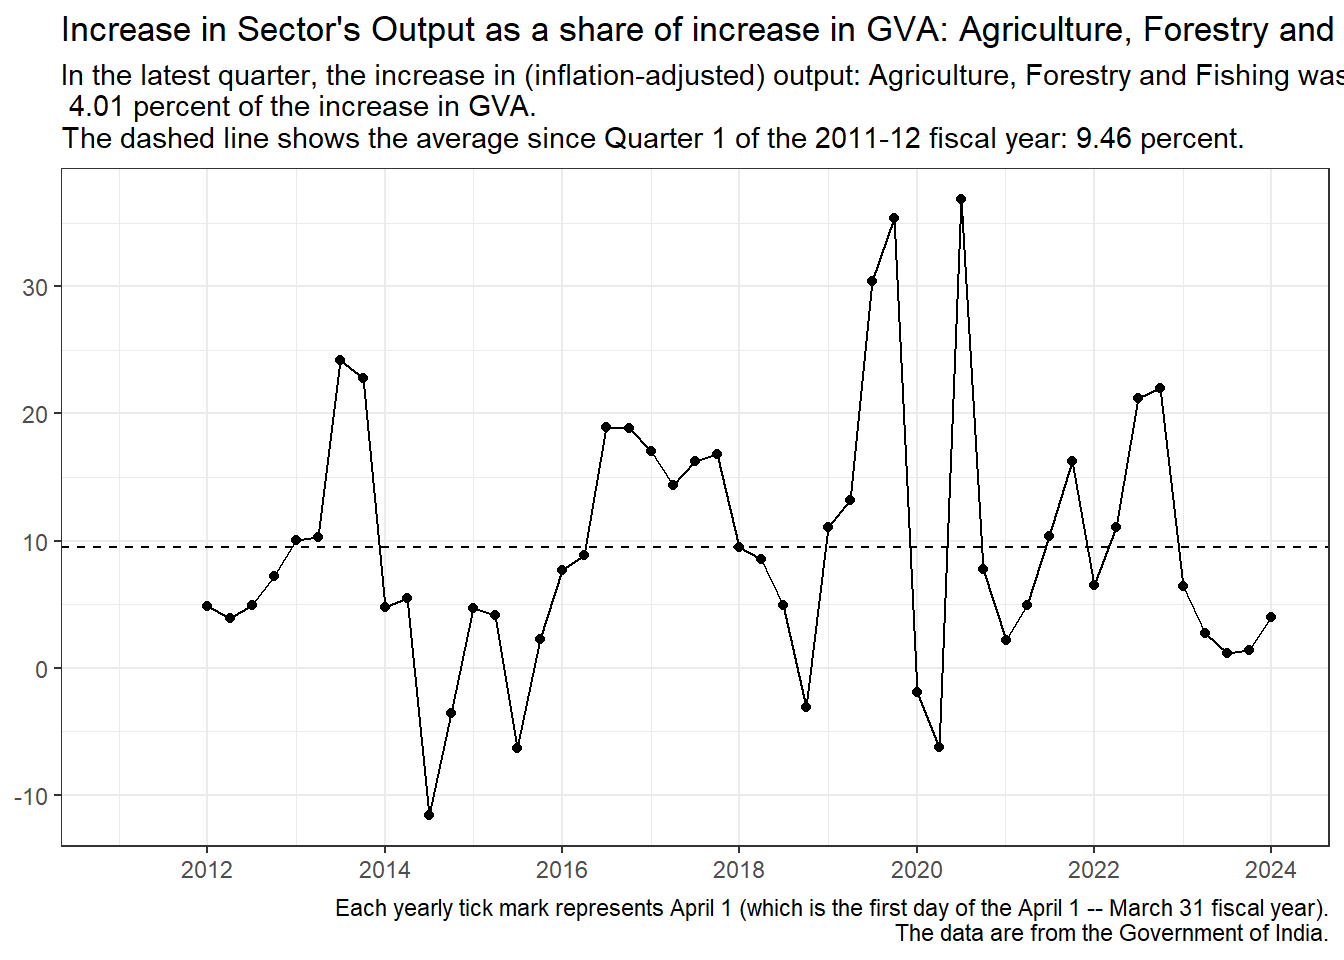 Increase in Sector's Output as a share of increase in GVA: Agriculture, Forestry and
In the latest quarter, the increase in (inflation-adjusted) output: Agriculture, Forestry and Fishing was
4.01 percent of the increase in GVA.
The dashed line shows the average since Quarter 1 of the 2011-12 fiscal year: 9.46 percent.
30
20
10
0
-10
2012 2014 2016 2018 2020 2022 2024
Each yearly tick mark represents April 1 (which is the first day of the April 1 -- March 31 fiscal year).
The data are from the Government of India.